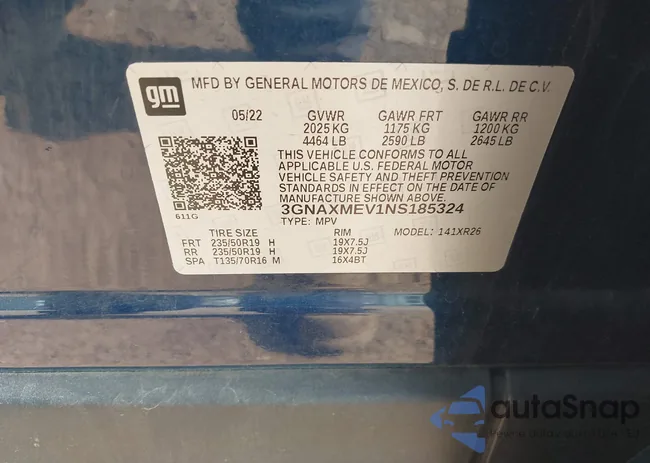 gm
MFD BY GENERAL MOTORS DE MEXICO, S. DE R.L. DE C.V.
05/22 GVWR GAWR FRT GAWR RR
2025 KG 1175 KG 1200 KG
4464 LB 2590 LB 2645 LB
THIS VEHICLE CONFORMS TO ALL
APPLICABLE U.S. FEDERAL MOTOR
VEHICLE SAFETY AND THEFT PREVENTION
STANDARDS IN EFFECT ON THE DATE OF
MANUFACTURE SHOWN ABOVE.
611G 3GNAXMEV1NS185324
TYPE: MPV MODEL: 141XR26
TIRE SIZE RIM
FRT 235/50R19 H 19X7.5J
RR 235/50R19 H 19X7.5J
SPA T135/70R16 M 16X4BT
autaSnap